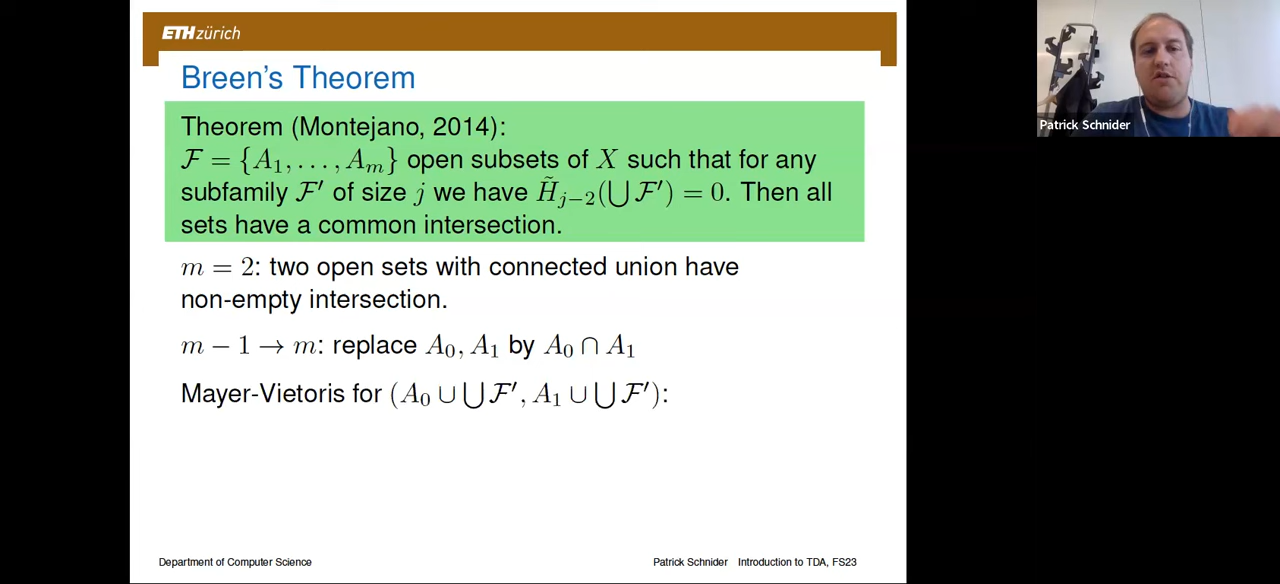 ETH zürich
Breen's Theorem
Theorem (Montejano, 2014):
ℱ = {A₁, . . . , Aₘ} open subsets of X such that for any
subfamily ℱ′ of size j we have H̃ⱼ₋₂(⋃ ℱ′) = 0. Then all
sets have a common intersection.
m = 2: two open sets with connected union have
non-empty intersection.
m − 1 → m: replace A₀, A₁ by A₀ ∩ A₁
Mayer-Vietoris for (A₀ ∪ ⋃ ℱ′, A₁ ∪ ⋃ ℱ′):
Department of Computer Science
Patrick Schnider Introduction to TDA, FS23
Patrick Schnider